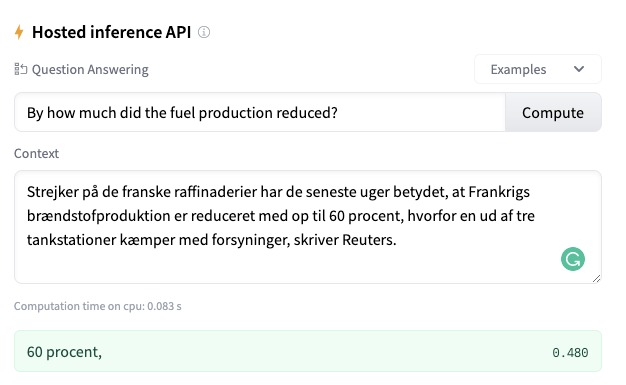 Hosted inference API
Question Answering
Examples
By how much did the fuel production reduced?
Compute
Context
Strejker på de franske raffinaderier har de seneste uger betydet, at Frankrigs
brændstofproduktion er reduceret med op til 60 procent, hvorfor en ud af tre
tankstationer kæmper med forsyninger, skriver Reuters.
Computation time on cpu: 0.083 s
60 procent,
0.480